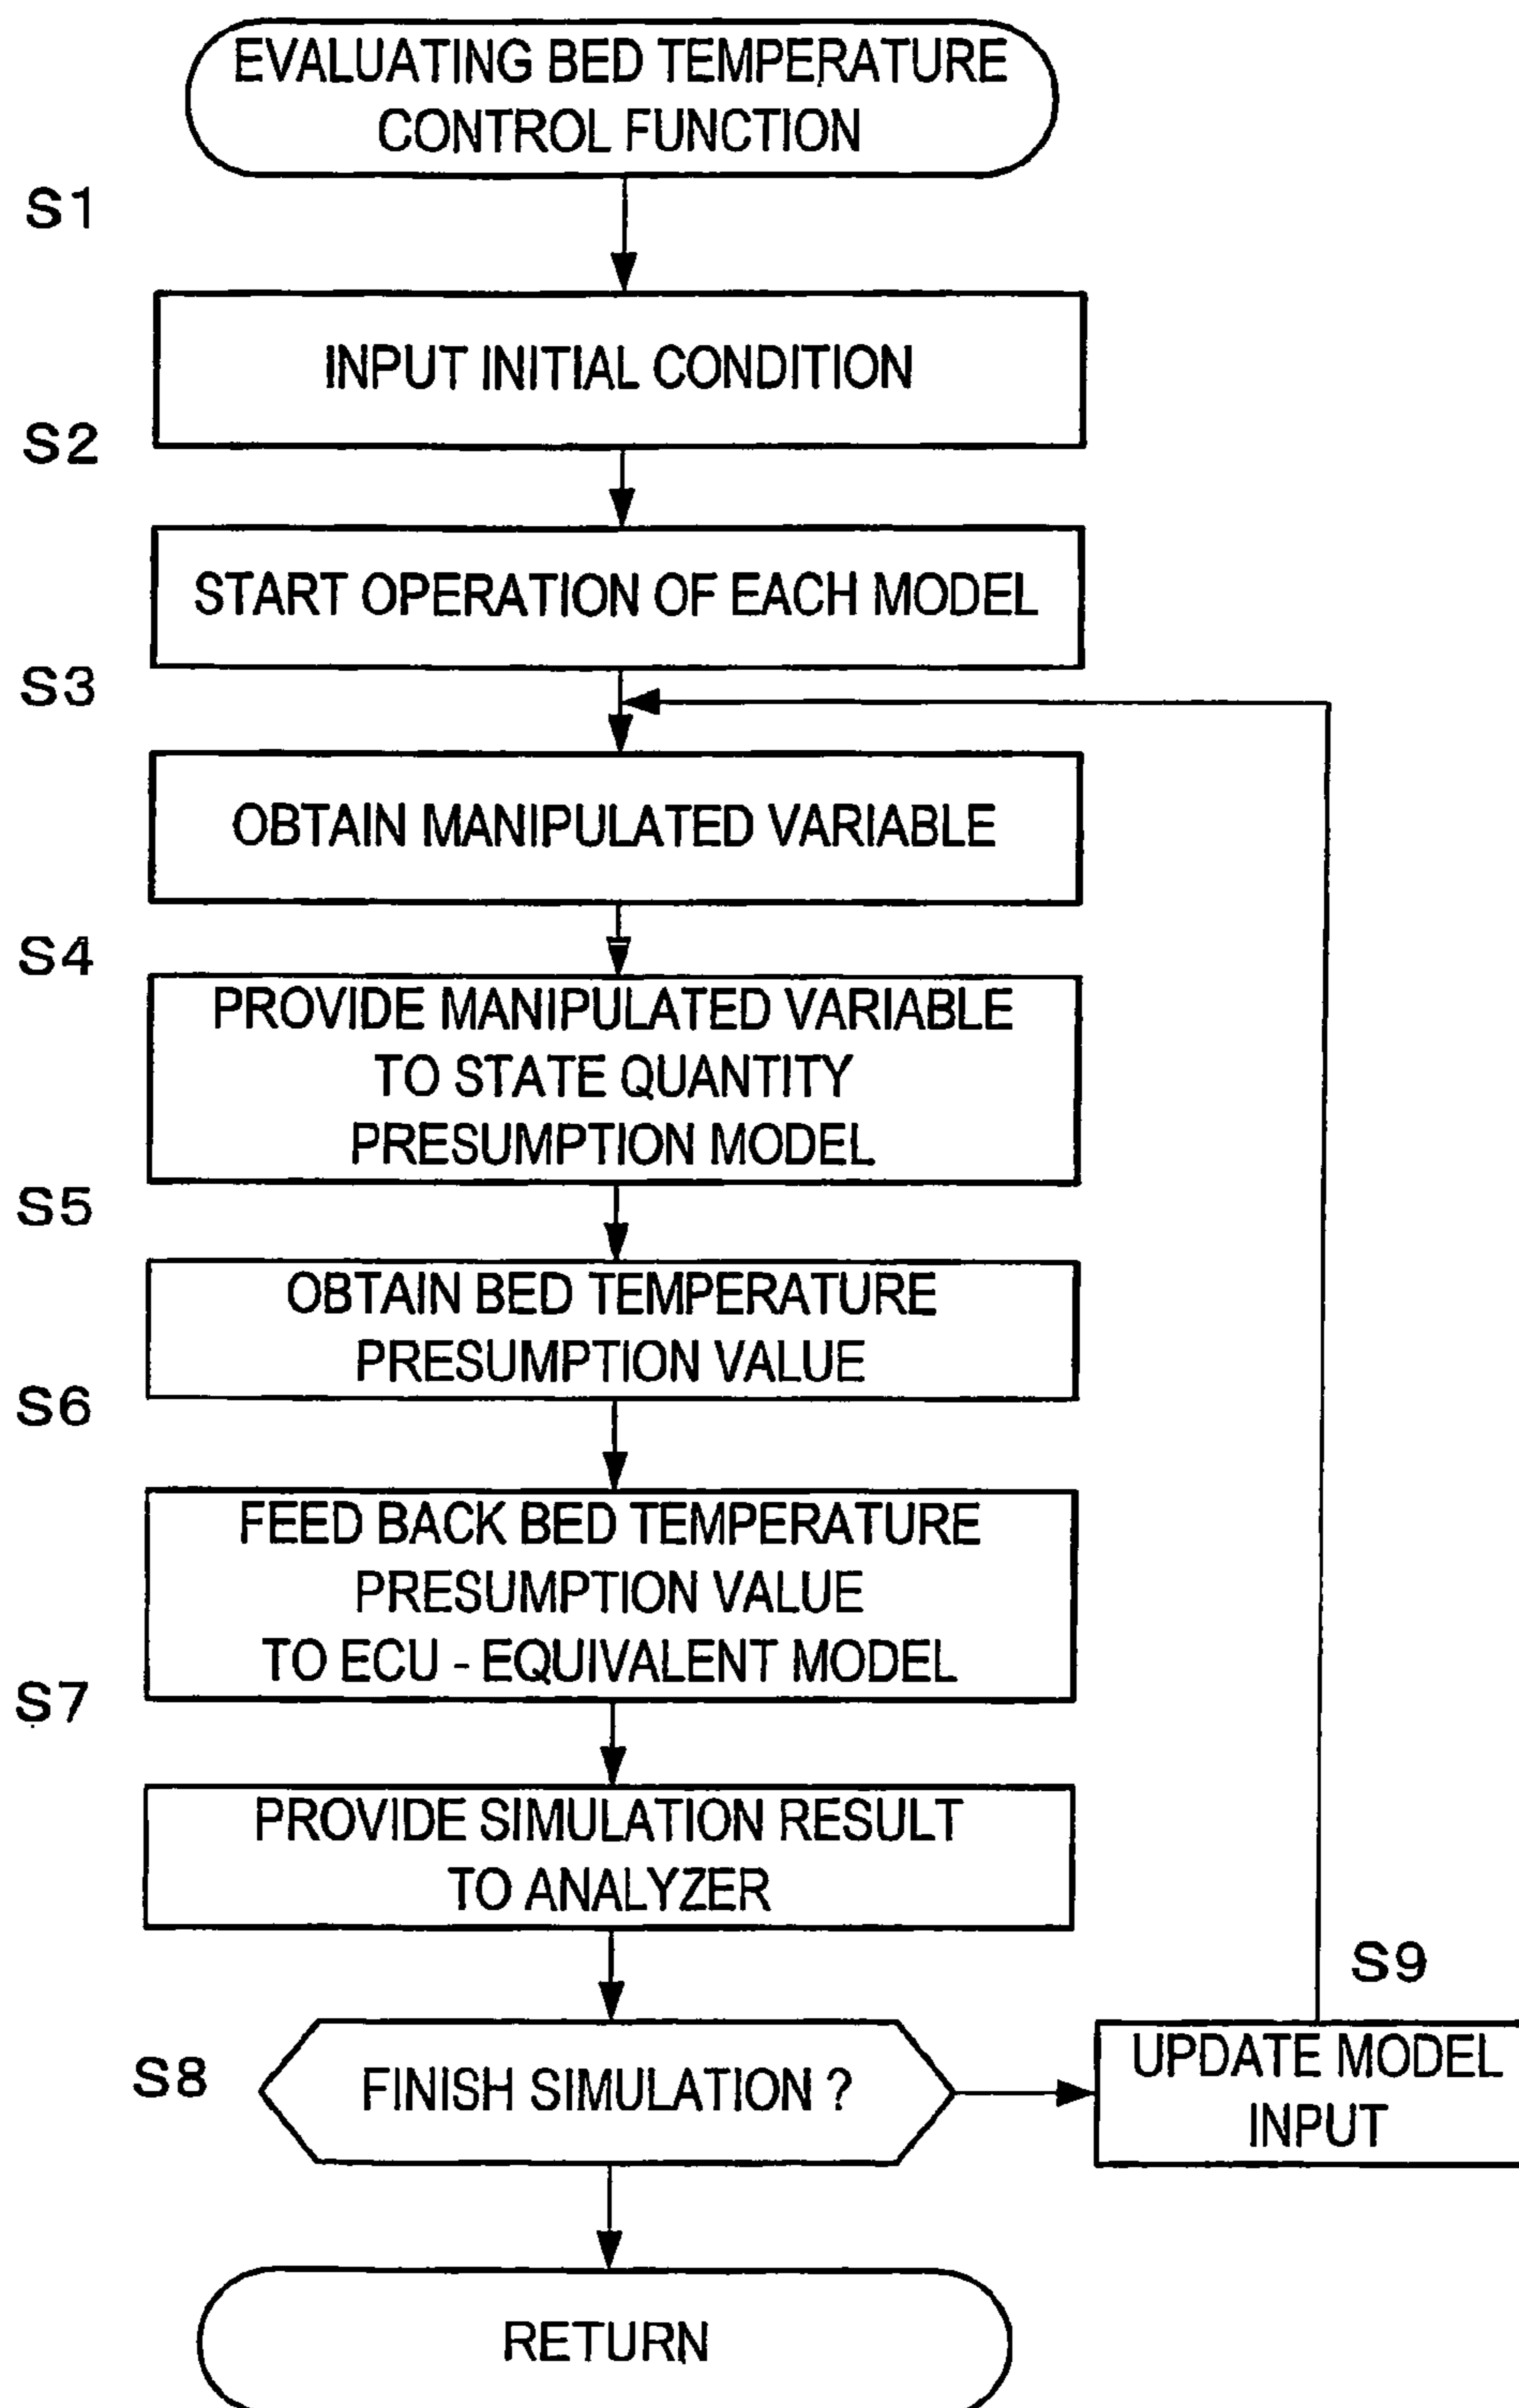 EVALUATING BED TEMPERATURE
CONTROL FUNCTION
S1
INPUT INITIAL CONDITION
S2
START OPERATION OF EACH MODEL
S3
OBTAIN MANIPULATED VARIABLE
S4
PROVIDE MANIPULATED VARIABLE
TO STATE QUANTITY
PRESUMPTION MODEL
S5
OBTAIN BED TEMPERATURE
PRESUMPTION VALUE
S6
FEED BACK BED TEMPERATURE
PRESUMPTION VALUE
TO ECU - EQUIVALENT MODEL
S7
PROVIDE SIMULATION RESULT
TO ANALYZER
S8
FINISH SIMULATION ?
S9
UPDATE MODEL
INPUT
RETURN